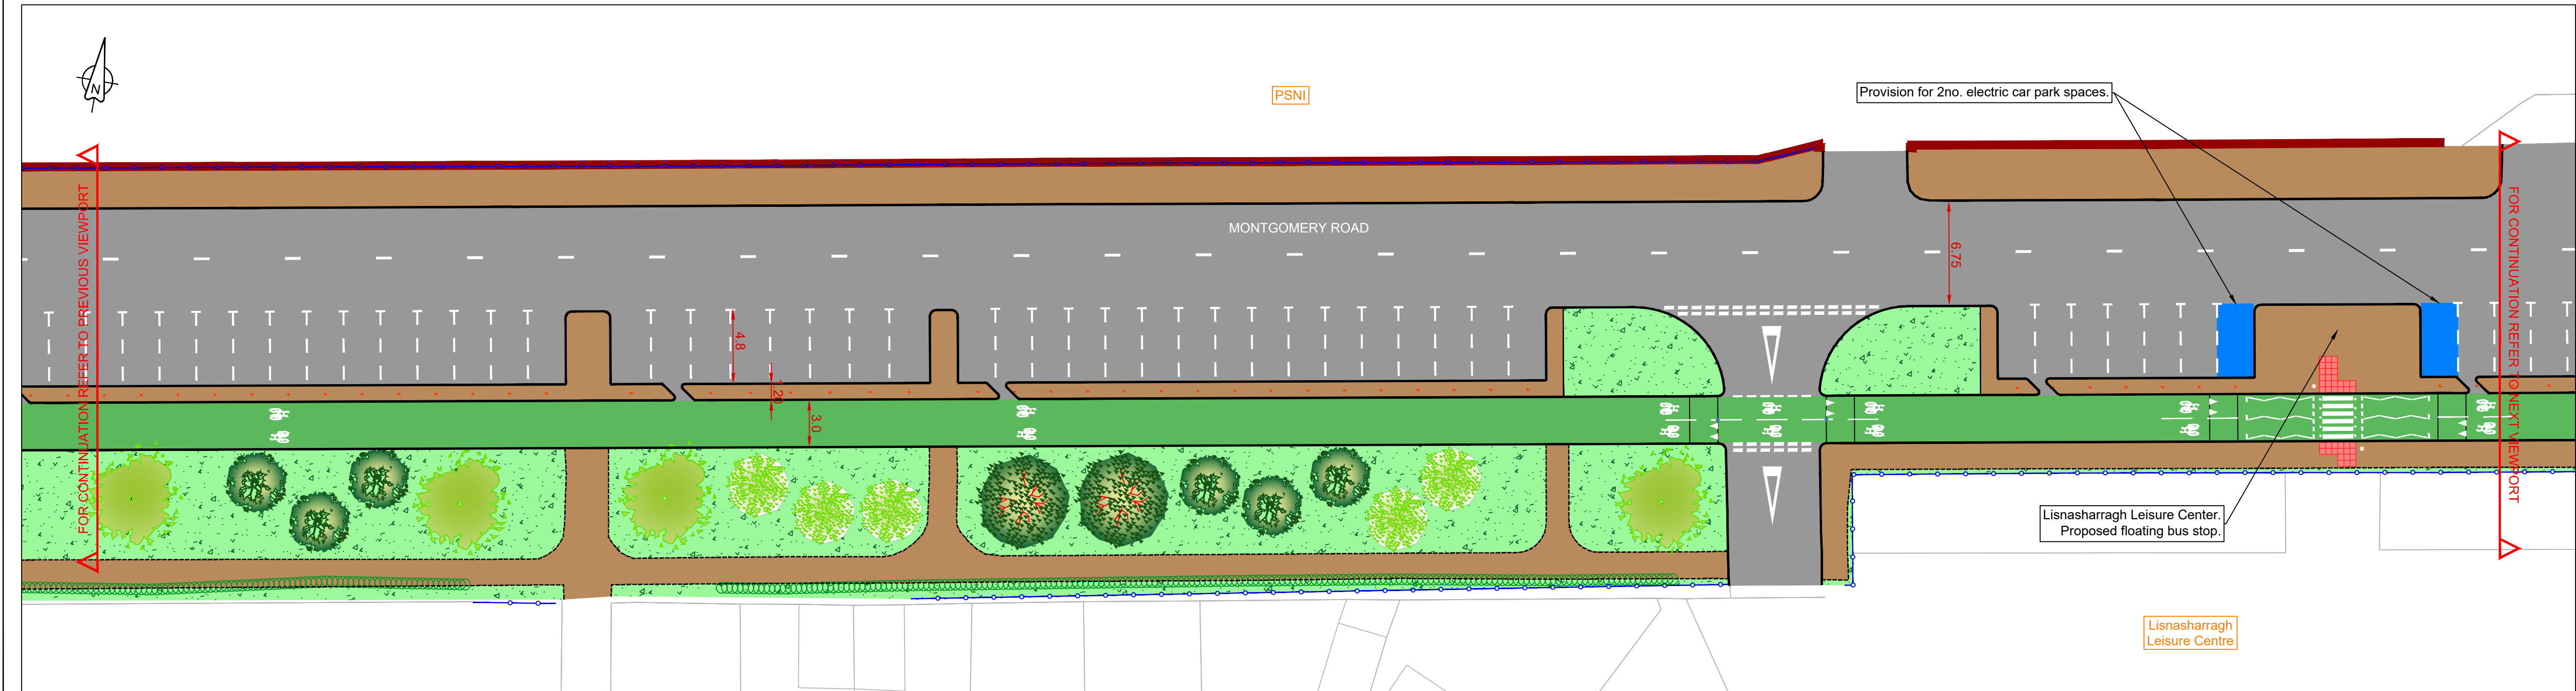 N
PSNI
Provision for 2no. electric car park spaces.
FOR CONTINUATION REFER TO PREVIOUS VIEWPORT
MONTGOMERY ROAD
6.75
FOR CONTINUATION REFER TO NEXT VIEWPORT
4.8
1.20
3.0
Lisnasharragh Leisure Center.
Proposed floating bus stop.
Lisnasharragh
Leisure Centre